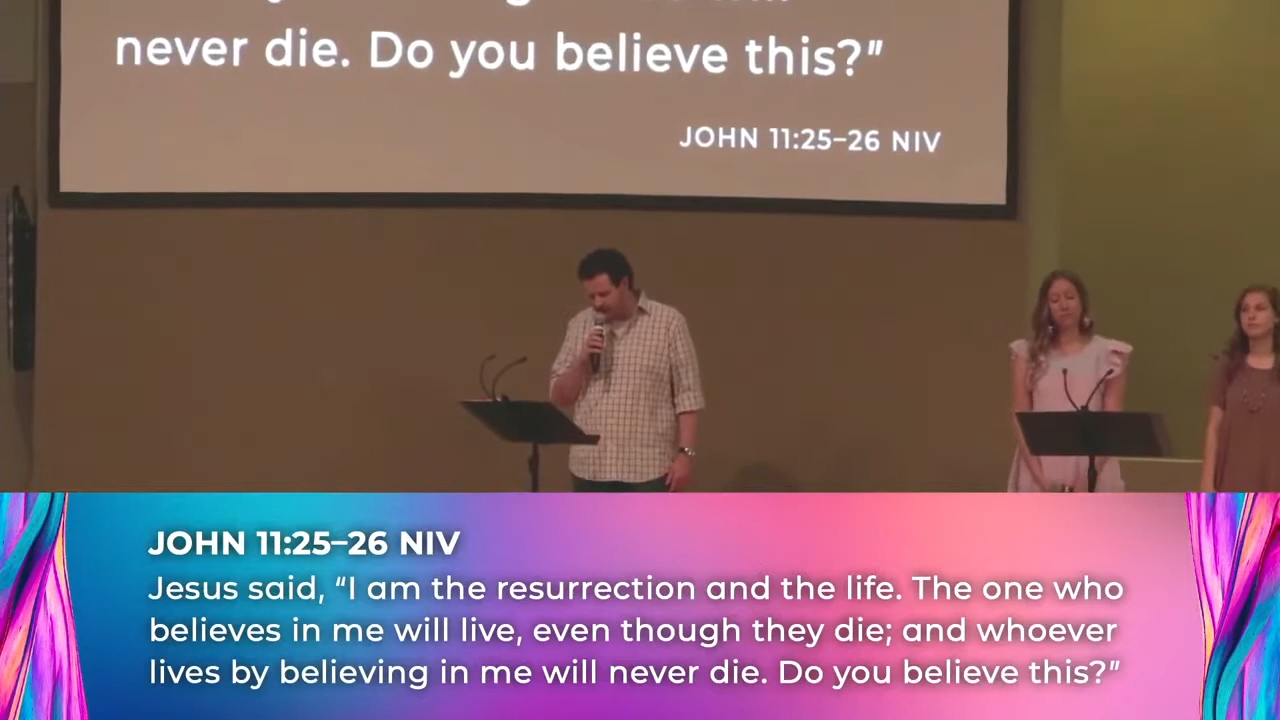 never die. Do you believe this?”
JOHN 11:25–26 NIV
JOHN 11:25–26 NIV
Jesus said, “I am the resurrection and the life. The one who
believes in me will live, even though they die; and whoever
lives by believing in me will never die. Do you believe this?”